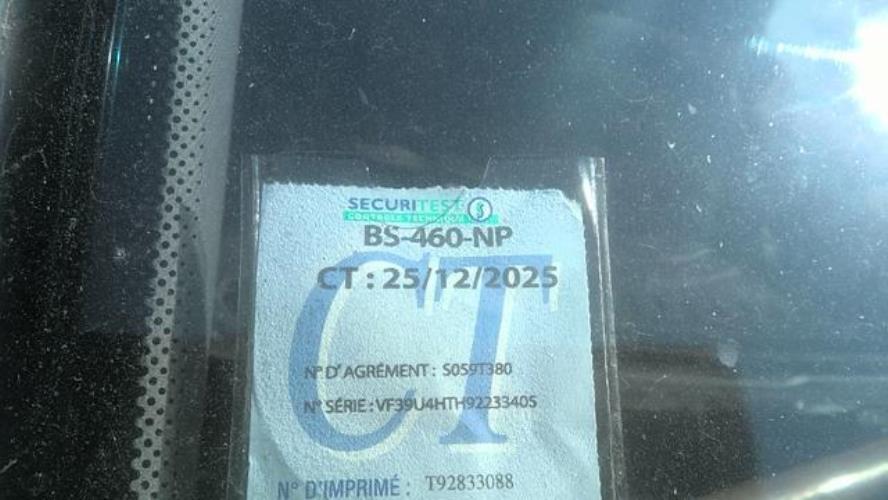 SECURITEST
CONTROLE TECHNIQUE
BS-460-NP
CT : 25/12/2025
CT
N° D'AGRÉMENT : S059T380
N° SÉRIE : VF39U4HTH92233405
N° D'IMPRIMÉ : T92833088